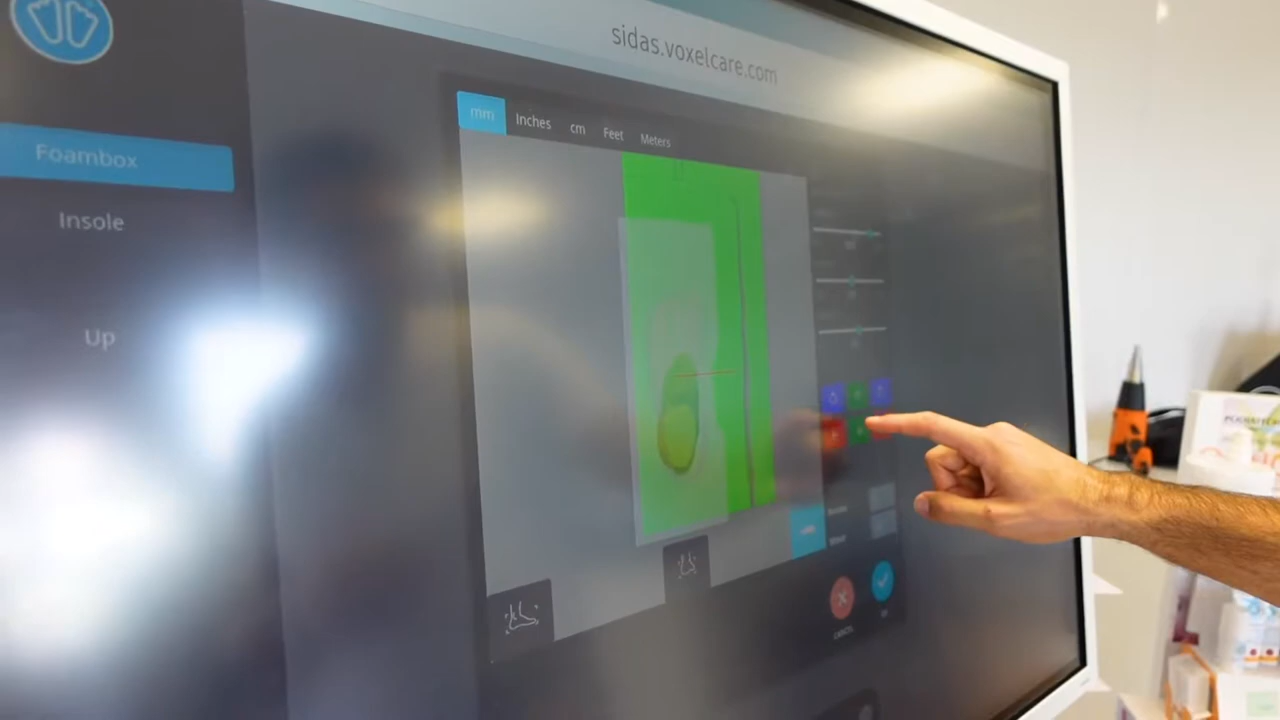 sidas.voxelcare.com
mm Inches cm Feet Meters
Foambox
Insole
Up